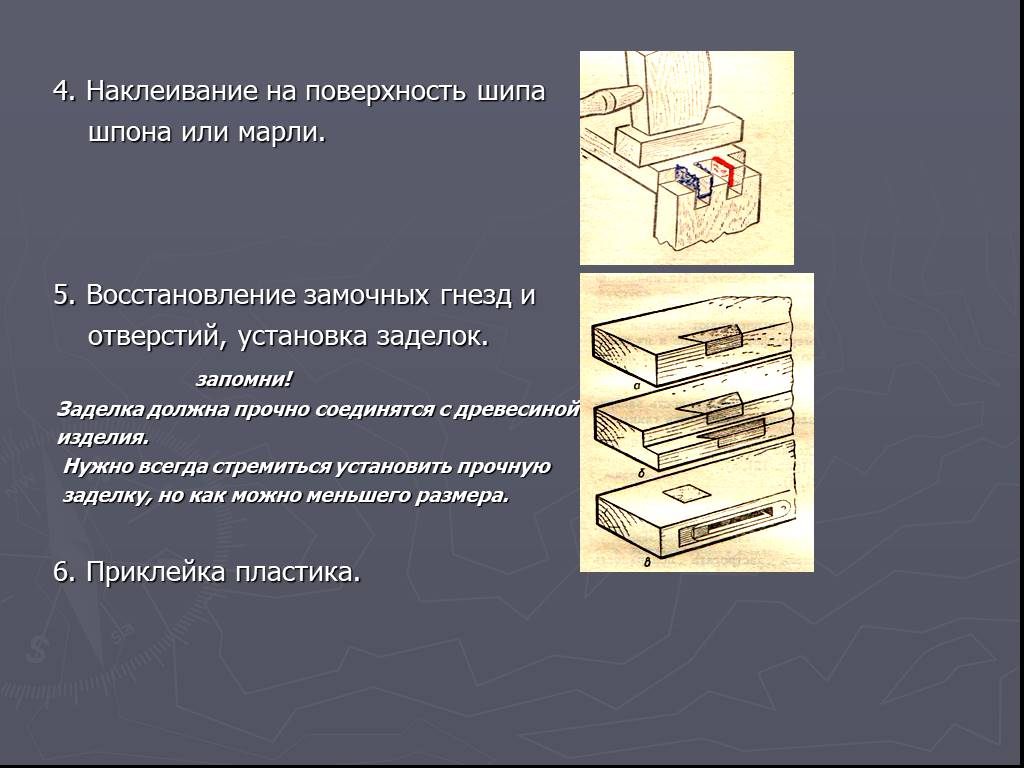 4. Наклеивание на поверхность шипа
шпона или марли.
5. Восстановление замочных гнезд и
отверстий, установка заделок.
запомни!
Заделка должна прочно соединятся с древесиной
изделия.
Нужно всегда стремиться установить прочную
заделку, но как можно меньшего размера.
6. Приклейка пластика.
а
б
в
S